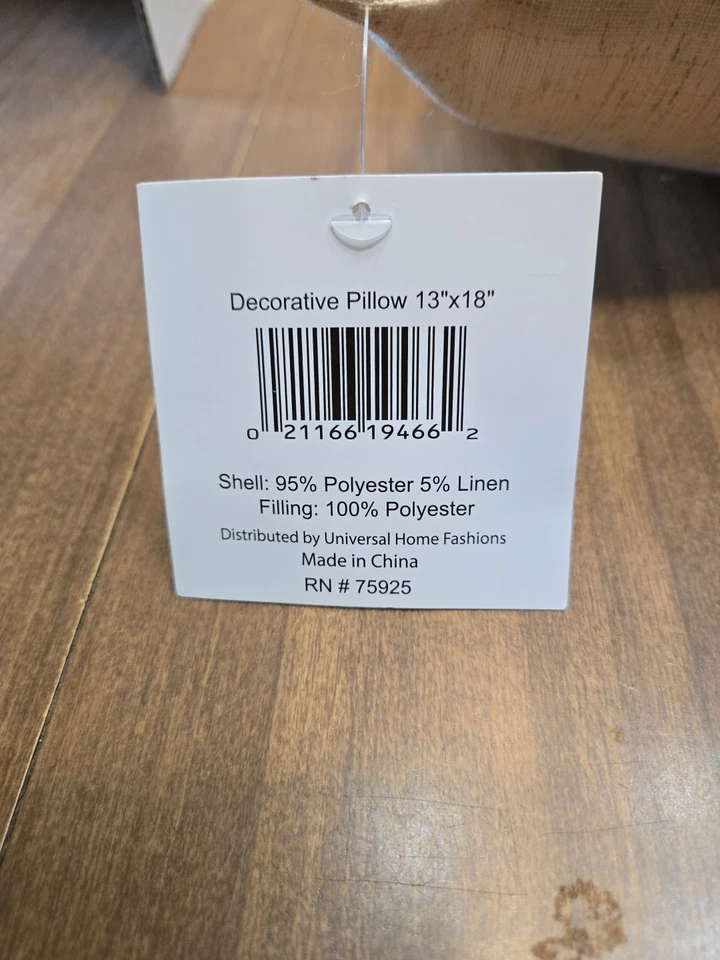 Decorative Pillow 13"x18"
0 21166 19466 2
Shell: 95% Polyester 5% Linen
Filling: 100% Polyester
Distributed by Universal Home Fashions
Made in China
RN # 75925